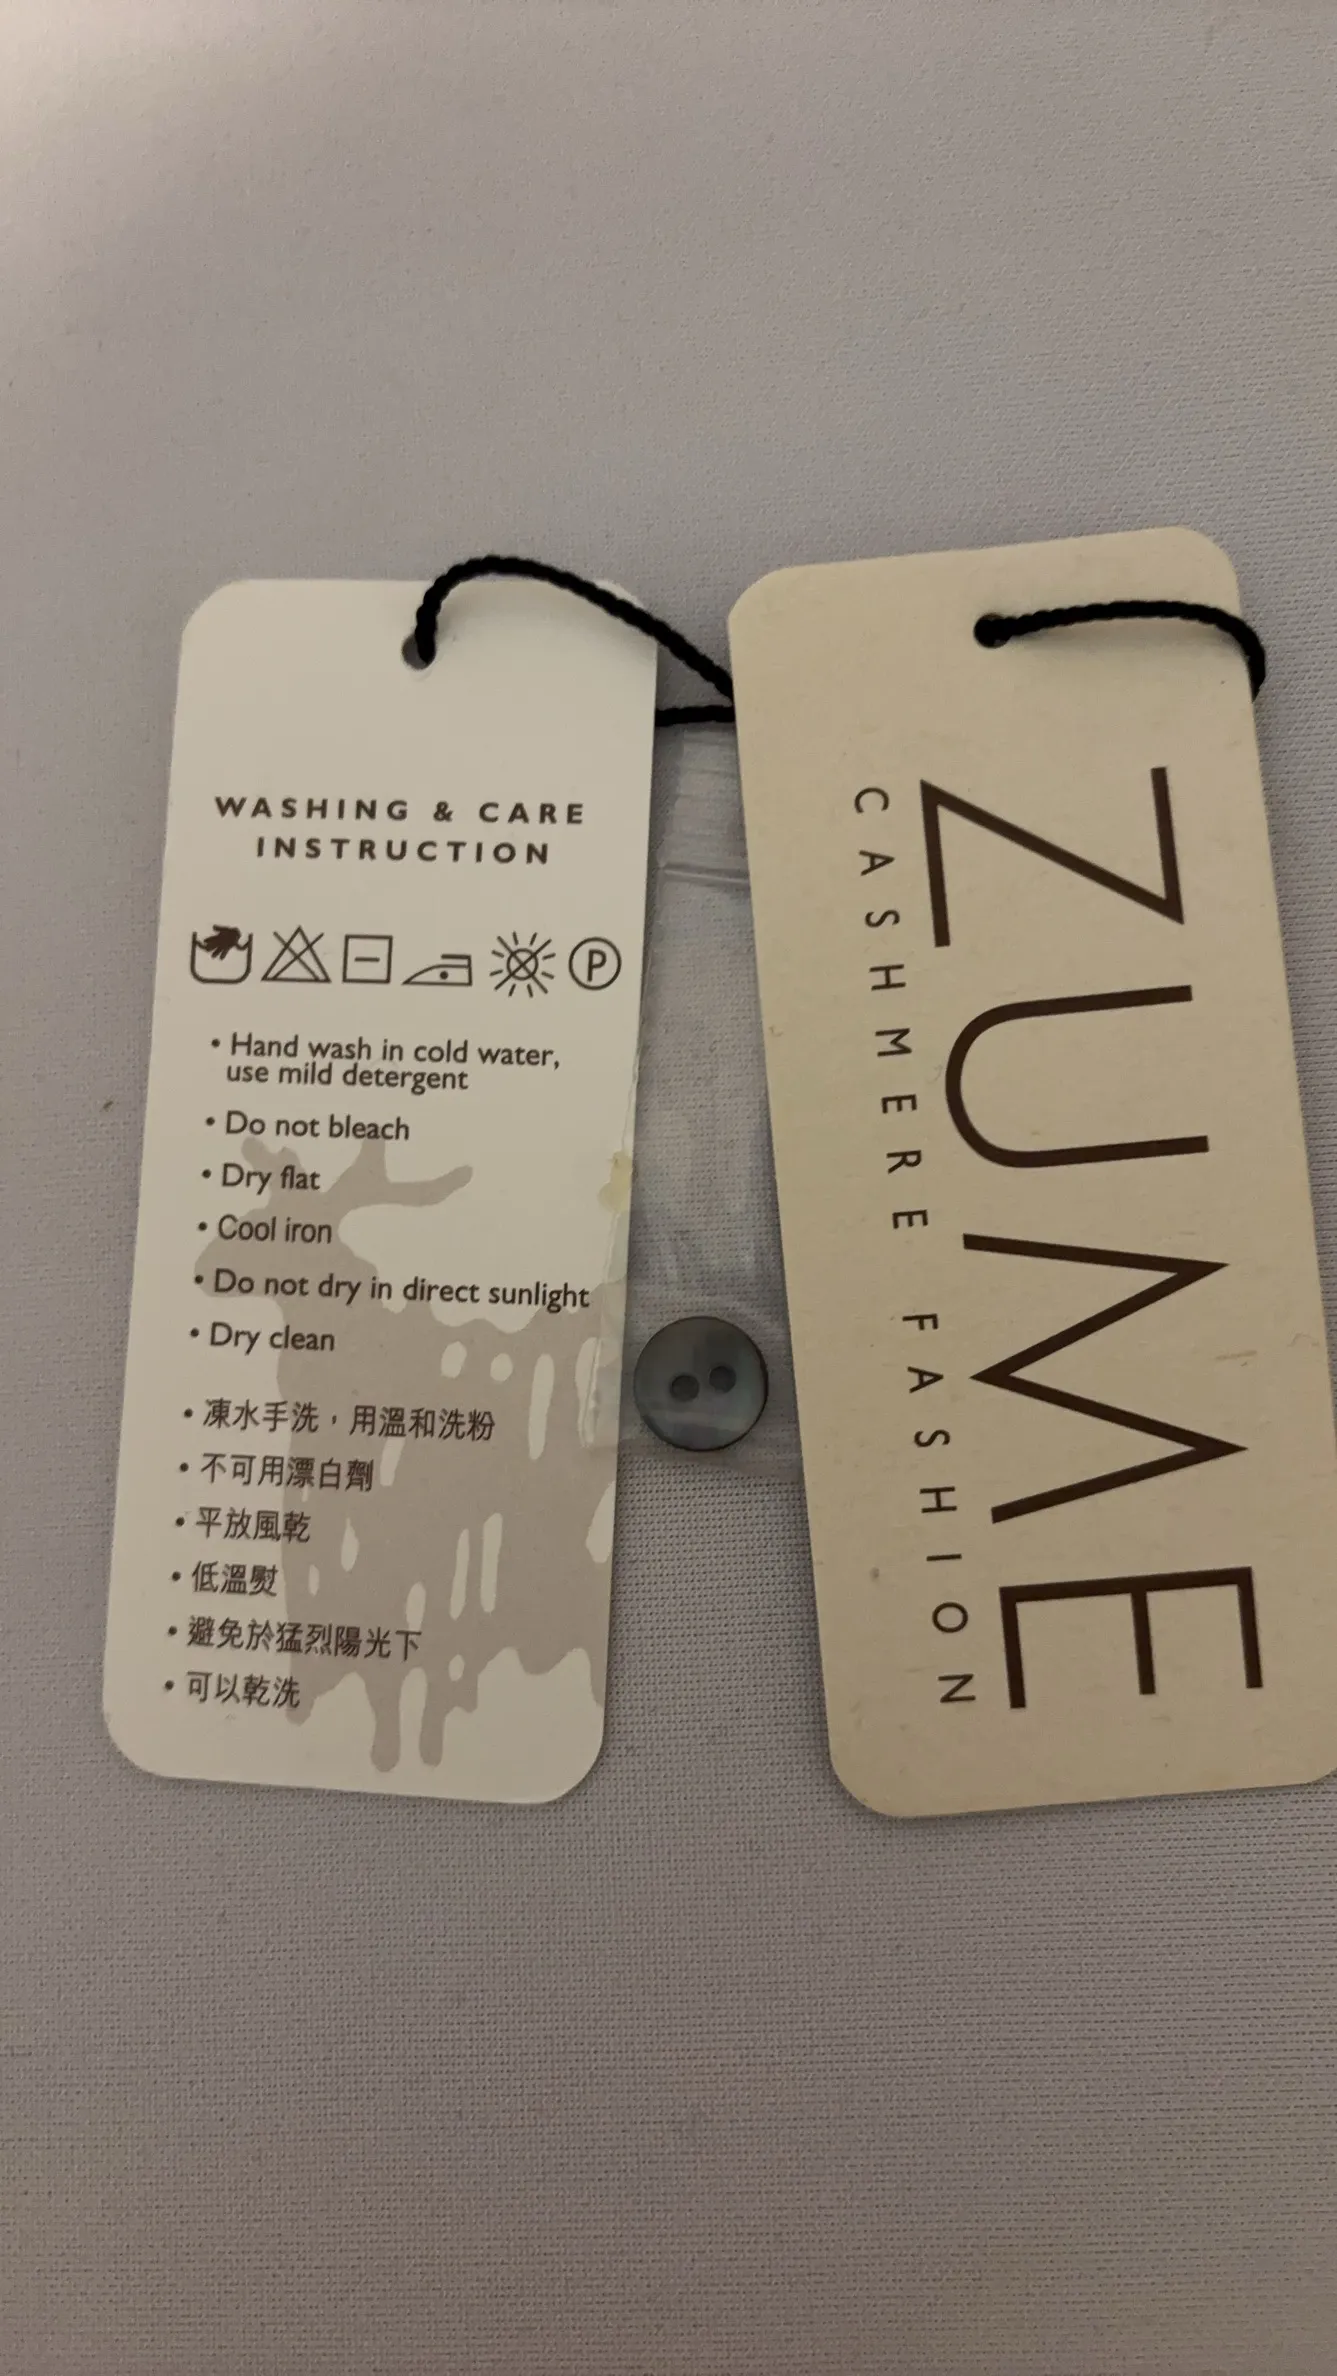 WASHING & CARE
INSTRUCTION
P
• Hand wash in cold water,
use mild detergent
• Do not bleach
• Dry flat
• Cool iron
• Do not dry in direct sunlight
• Dry clean
• 凍水手洗，用溫和洗粉
• 不可用漂白劑
• 平放風乾
• 低溫熨
• 避免於猛烈陽光下
• 可以乾洗
ZUME
CASHMERE FASHION